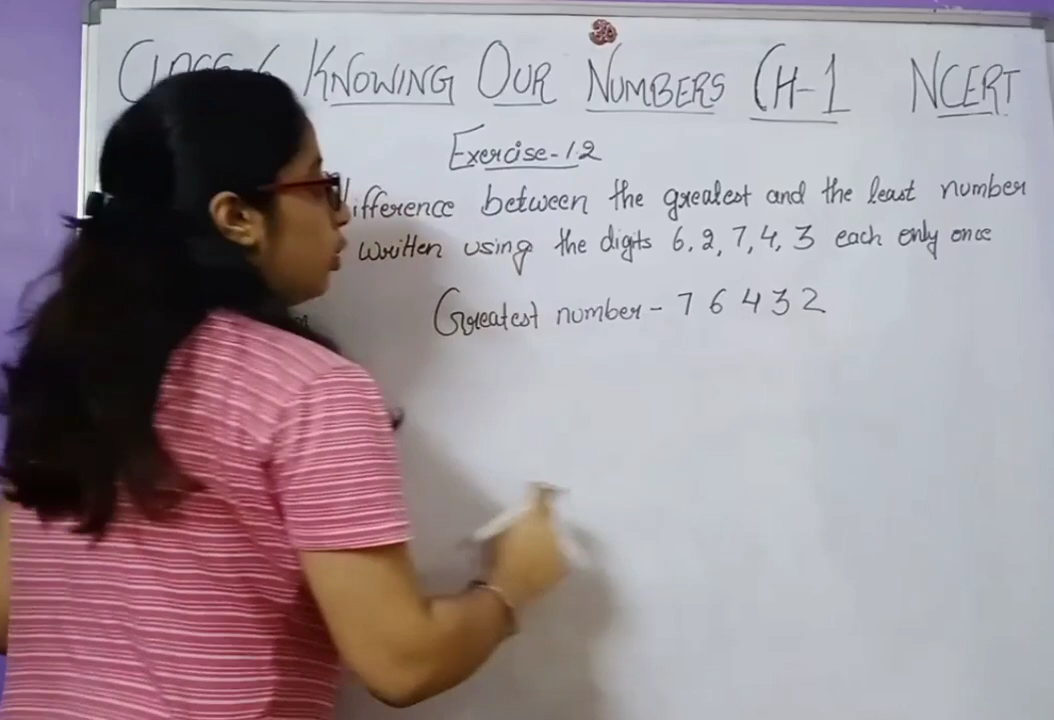 KNOWING OUR NUMBERS CH-1 NCERT
Exercise-1.2
difference between the greatest and the least number
written using the digits 6, 2, 7, 4, 3 each only once
Greatest number - 7 6 4 3 2